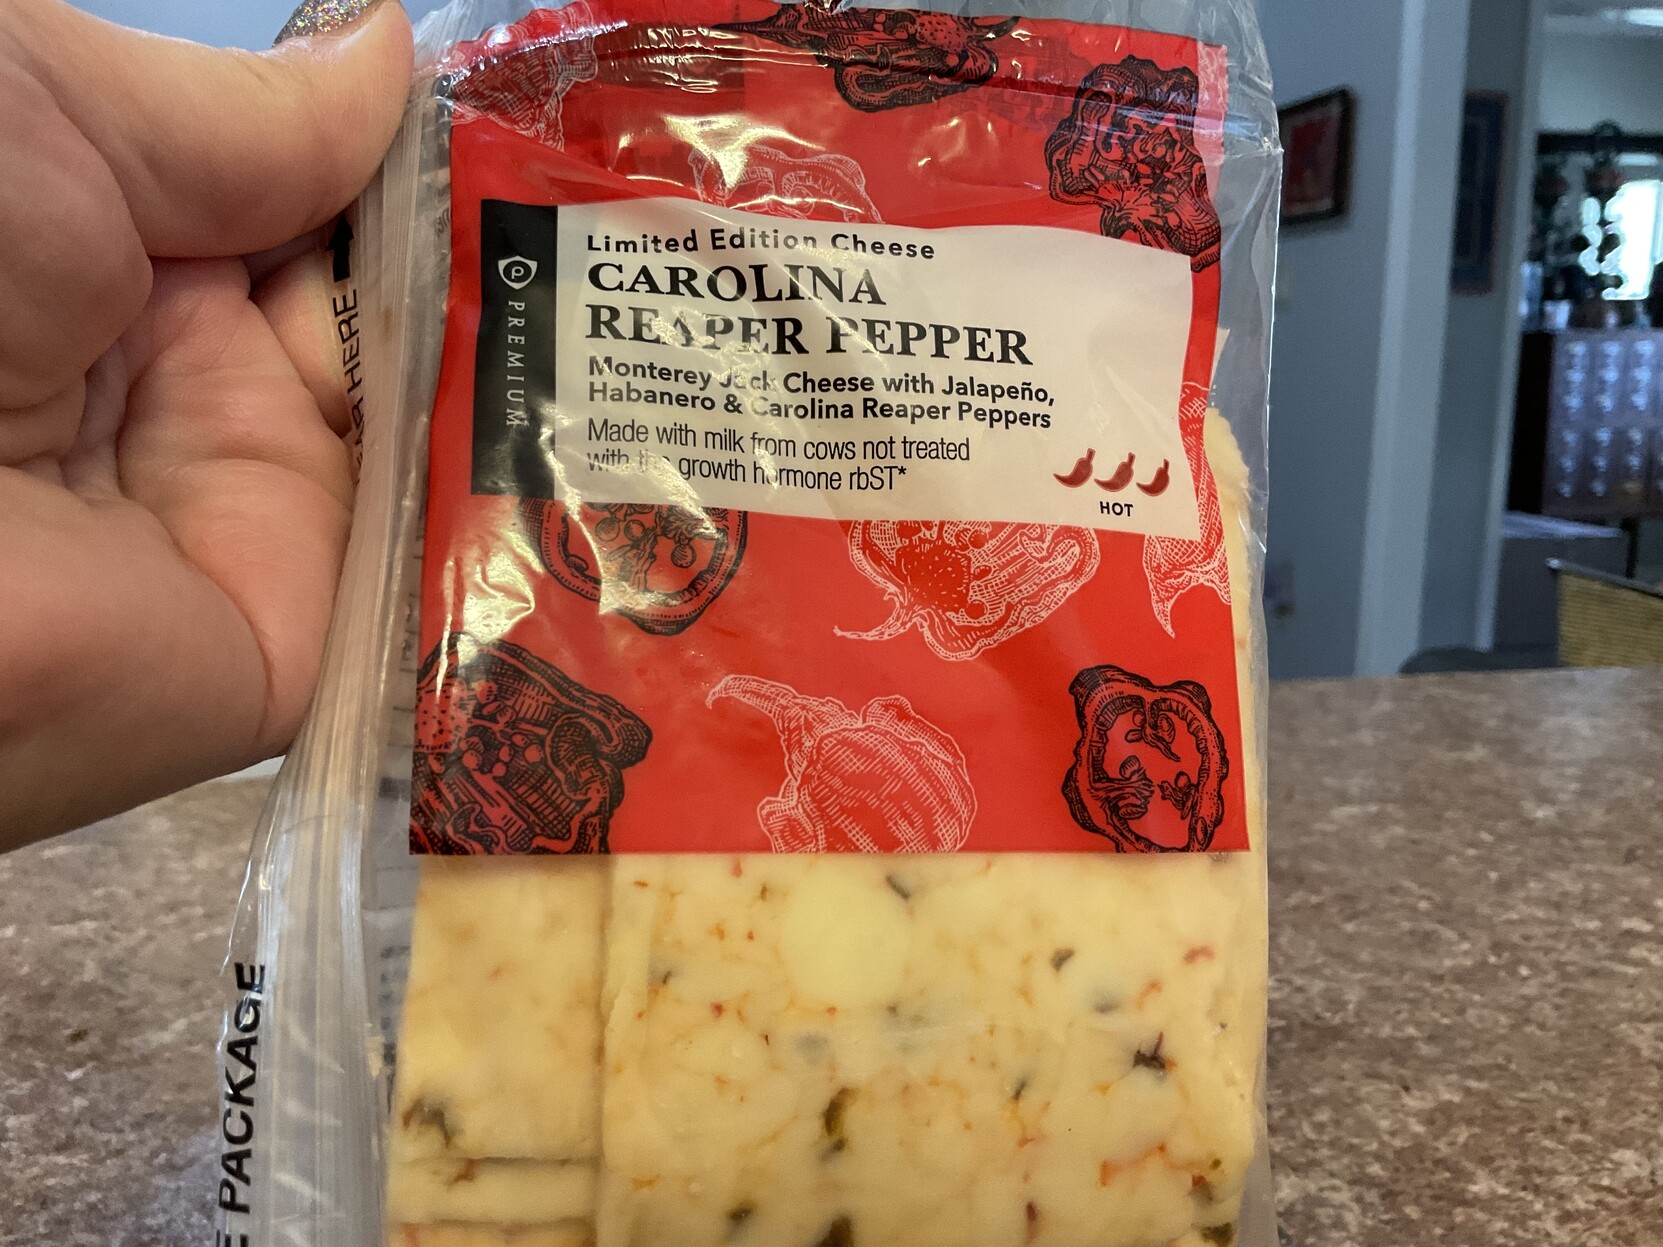 Limited Edition Cheese
CAROLINA
REAPER PEPPER
Monterey Jack Cheese with Jalapeño,
Habanero & Carolina Reaper Peppers
Made with milk from cows not treated
with the growth hormone rbST*
HOT
P
PREMIUM
HERE
PACKAGE